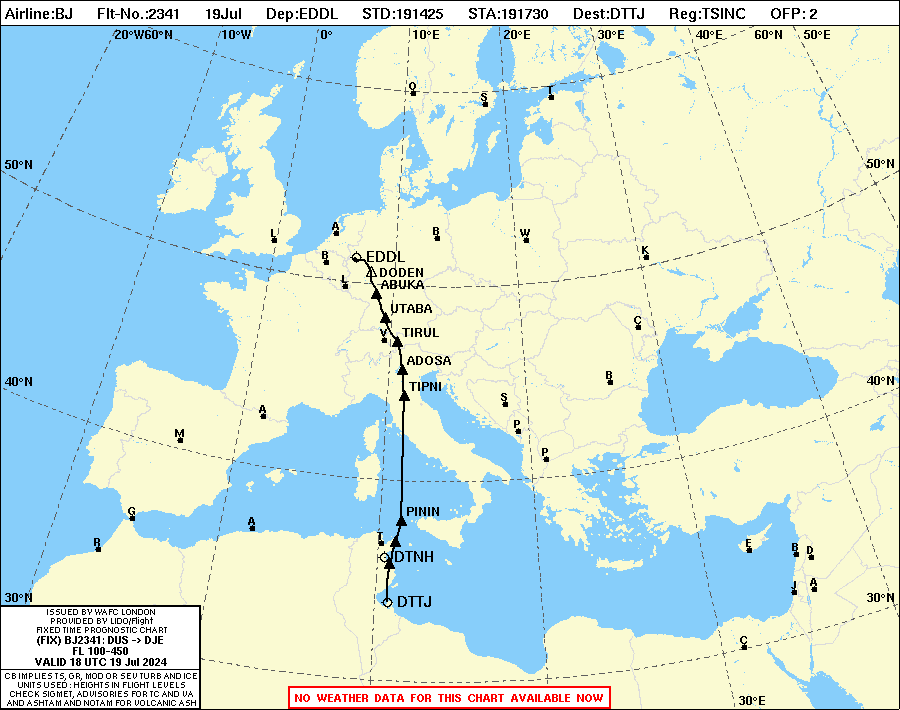 Airline:BJ Flt-No.:2341 19Jul Dep:EDDL STD:191425 STA:191730 Dest:DTTJ Reg:TSINC OFP: 2
20°W60°N 10°W 0° 10°E 20°E 30°E 40°E 60°N 50°E
O S T
50°N 50°N
L A B W
B EDDL K
DODEN
L ABUKA
UTABA
C
V TIRUL
ADOSA
40°N B 40°N
TIPNI
S
A
M P
P
G PININ
A
R T E B D
DTNH
J A
30°N DTTJ 30°N
C
ISSUED BY WAFC LONDON
PROVIDED BY LIDO/Flight
FIXED TIME PROGNOSTIC CHART
(FIX) BJ2341: DUS -> DJE
FL 100-450
VALID 18 UTC 19 Jul 2024
CB IMPLIES TS, GR, MOD OR SEV TURB AND ICE
UNITS USED : HEIGHTS IN FLIGHT LEVELS
CHECK SIGMET, ADVISORIES FOR TC AND VA
AND ASHTAM AND NOTAM FOR VOLCANIC ASH
NO WEATHER DATA FOR THIS CHART AVAILABLE NOW
30°E